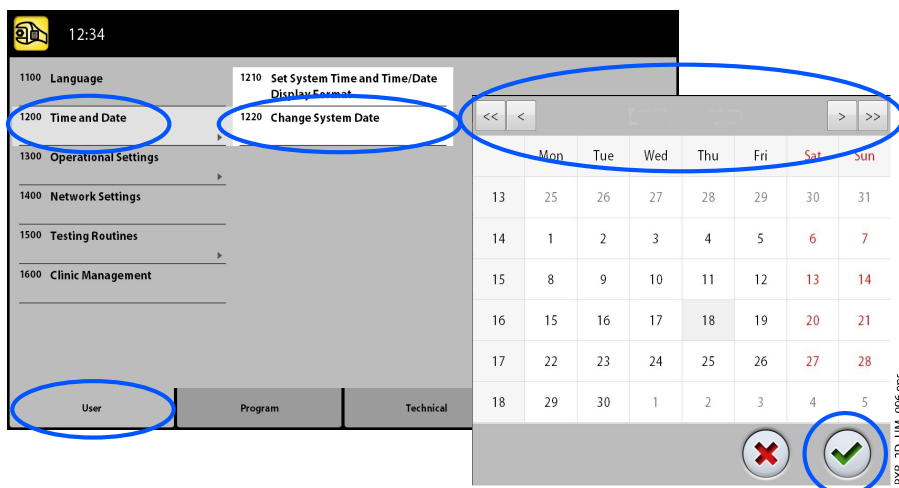 12:34
1100 Language
1200 Time and Date
1300 Operational Settings
1400 Network Settings
1500 Testing Routines
1600 Clinic Management
1210 Set System Time and Time/Date
Display Format
1220 Change System Date
User Program Technical
<< < > >>
Mon Tue Wed Thu Fri Sat Sun
13 25 26 27 28 29 30 31
14 1 2 3 4 5 6 7
15 8 9 10 11 12 13 14
16 15 16 17 18 19 20 21
17 22 23 24 25 26 27 28
18 29 30 1 2 3 4 5